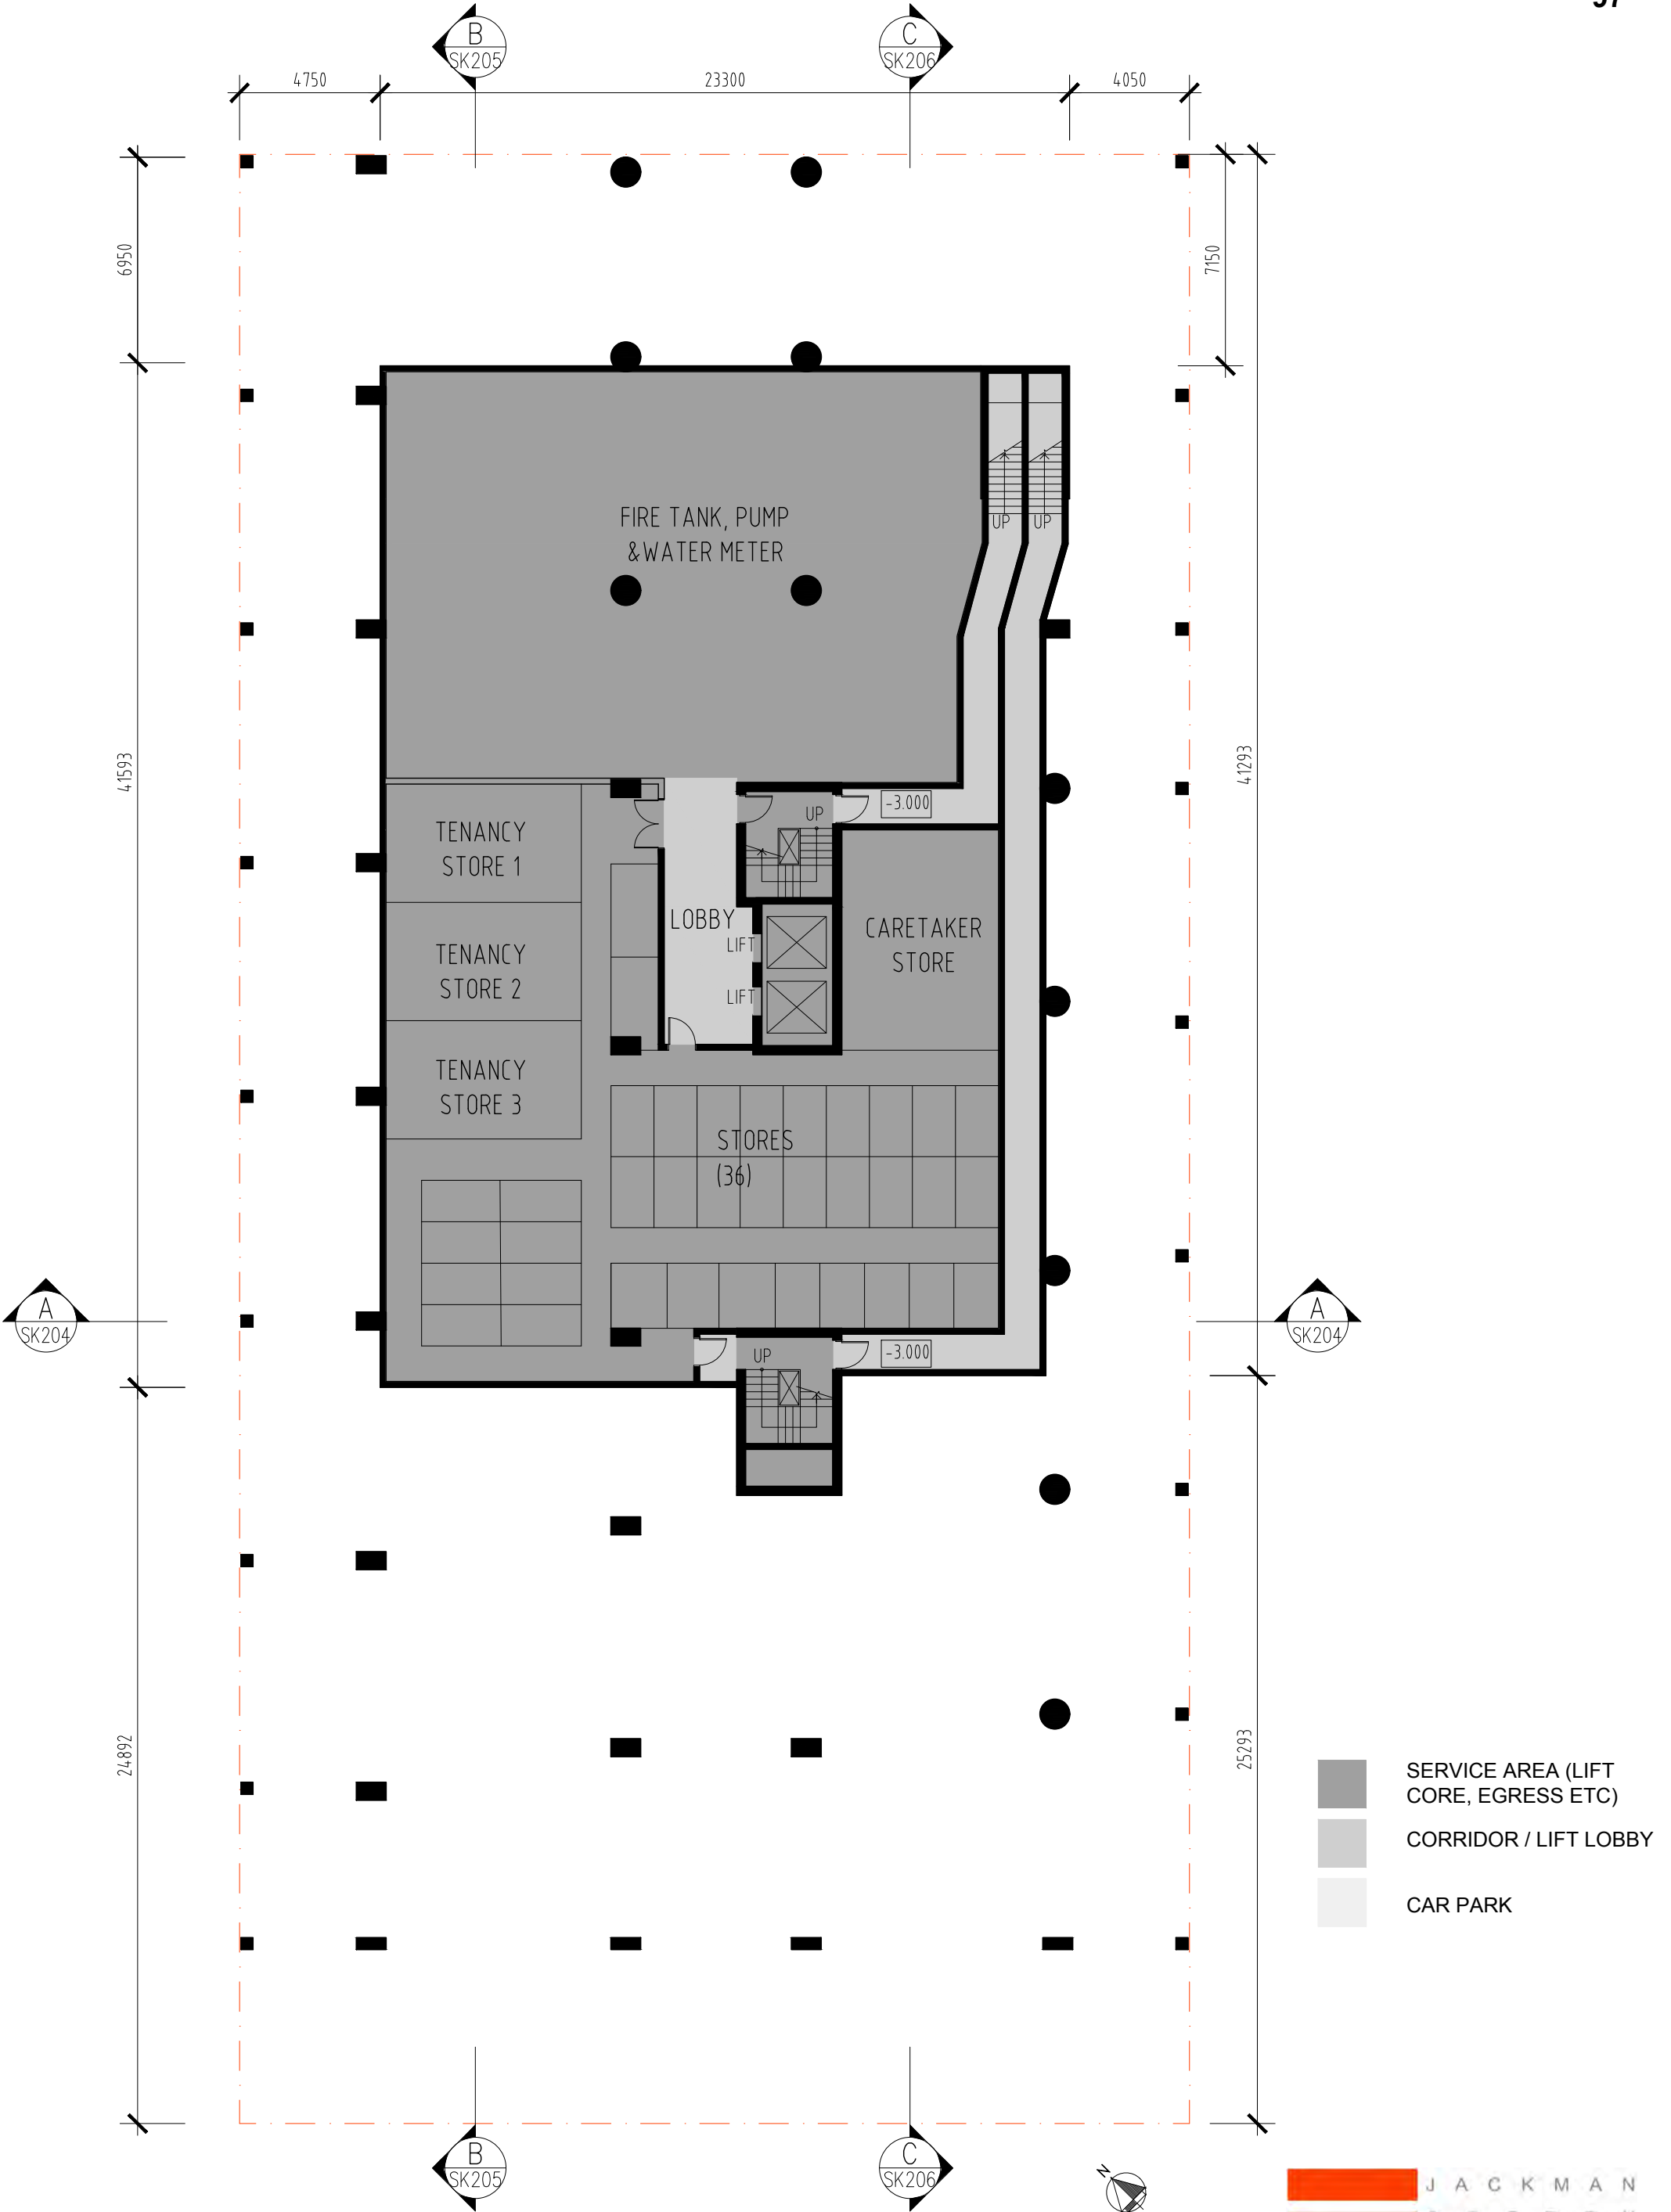 B
SK205
C
SK206
4750
23300
4050
6950
7150
FIRE TANK, PUMP
&WATER METER
UP
UP
41593
41293
TENANCY
STORE 1
UP
-3.000
LOBBY
CARETAKER
STORE
LIFT
TENANCY
STORE 2
LIFT
TENANCY
STORE 3
STORES
(36)
A
SK204
A
SK204
UP
-3.000
24892
25293
SERVICE AREA (LIFT
CORE, EGRESS ETC)
CORRIDOR / LIFT LOBBY
CAR PARK
B
SK205
C
SK206
N
JACKMAN